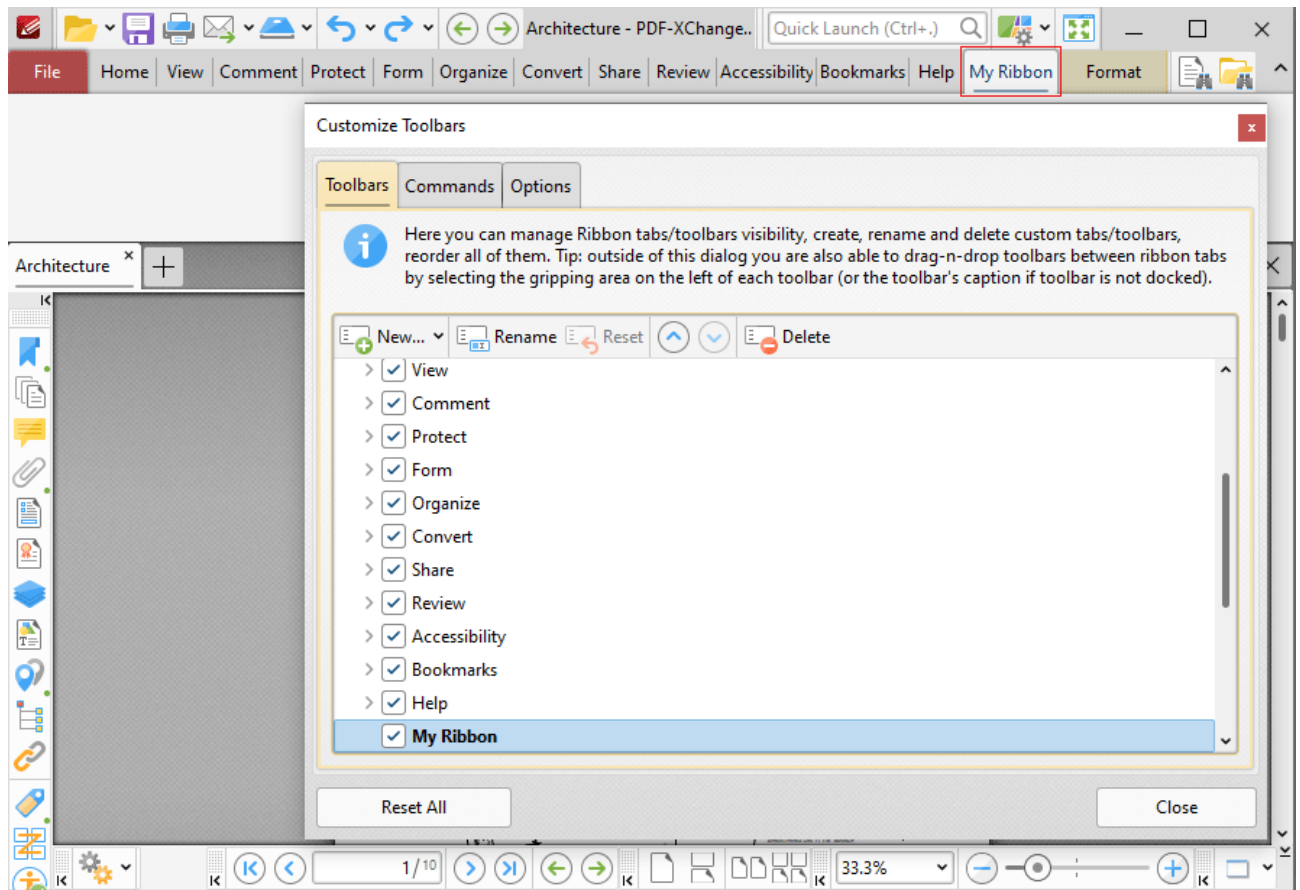 Architecture - PDF-XChange..
Quick Launch (Ctrl+.)
File
Home
View
Comment
Protect
Form
Organize
Convert
Share
Review
Accessibility
Bookmarks
Help
My Ribbon
Format
Customize Toolbars
Toolbars
Commands
Options
Here you can manage Ribbon tabs/toolbars visibility, create, rename and delete custom tabs/toolbars,
reorder all of them. Tip: outside of this dialog you are also able to drag-n-drop toolbars between ribbon tabs
by selecting the gripping area on the left of each toolbar (or the toolbar's caption if toolbar is not docked).
Architecture
New...
Rename
Reset
Delete
View
Comment
Protect
Form
Organize
Convert
Share
Review
Accessibility
Bookmarks
Help
My Ribbon
Reset All
Close
1/10
33.3%